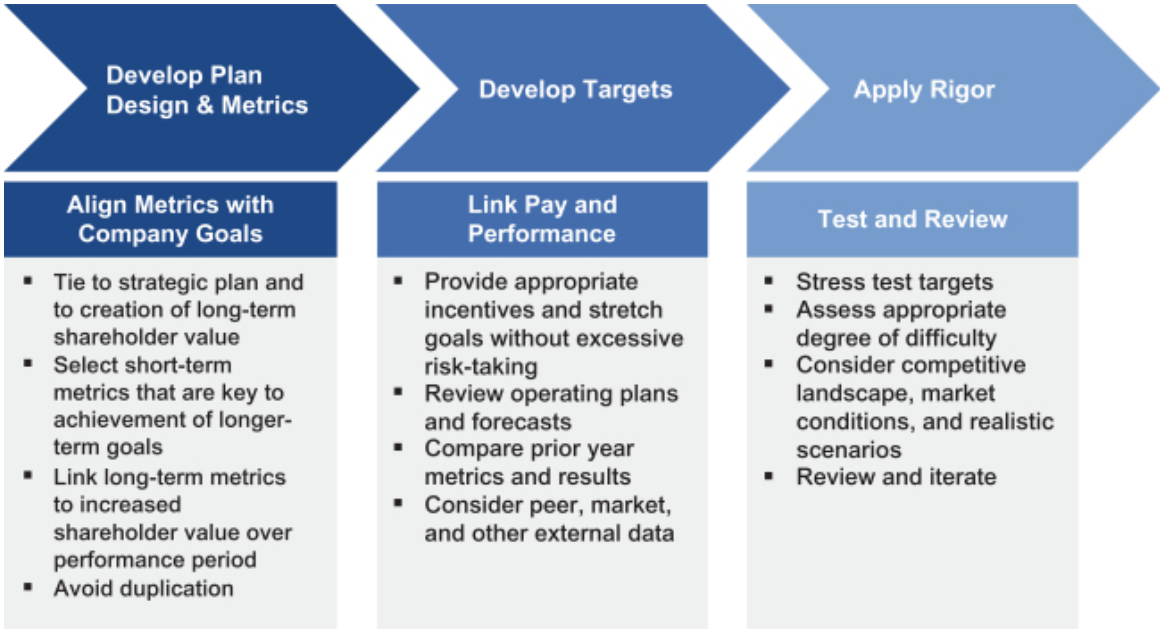 Develop Plan
Design & Metrics
Develop Targets
Apply Rigor
Align Metrics with
Company Goals
▪ Tie to strategic plan and
to creation of long-term
shareholder value
▪ Select short-term
metrics that are key to
achievement of longer-
term goals
▪ Link long-term metrics
to increased
shareholder value over
performance period
▪ Avoid duplication
Link Pay and
Performance
▪ Provide appropriate
incentives and stretch
goals without excessive
risk-taking
▪ Review operating plans
and forecasts
▪ Compare prior year
metrics and results
▪ Consider peer, market,
and other external data
Test and Review
▪ Stress test targets
▪ Assess appropriate
degree of difficulty
▪ Consider competitive
landscape, market
conditions, and realistic
scenarios
▪ Review and iterate